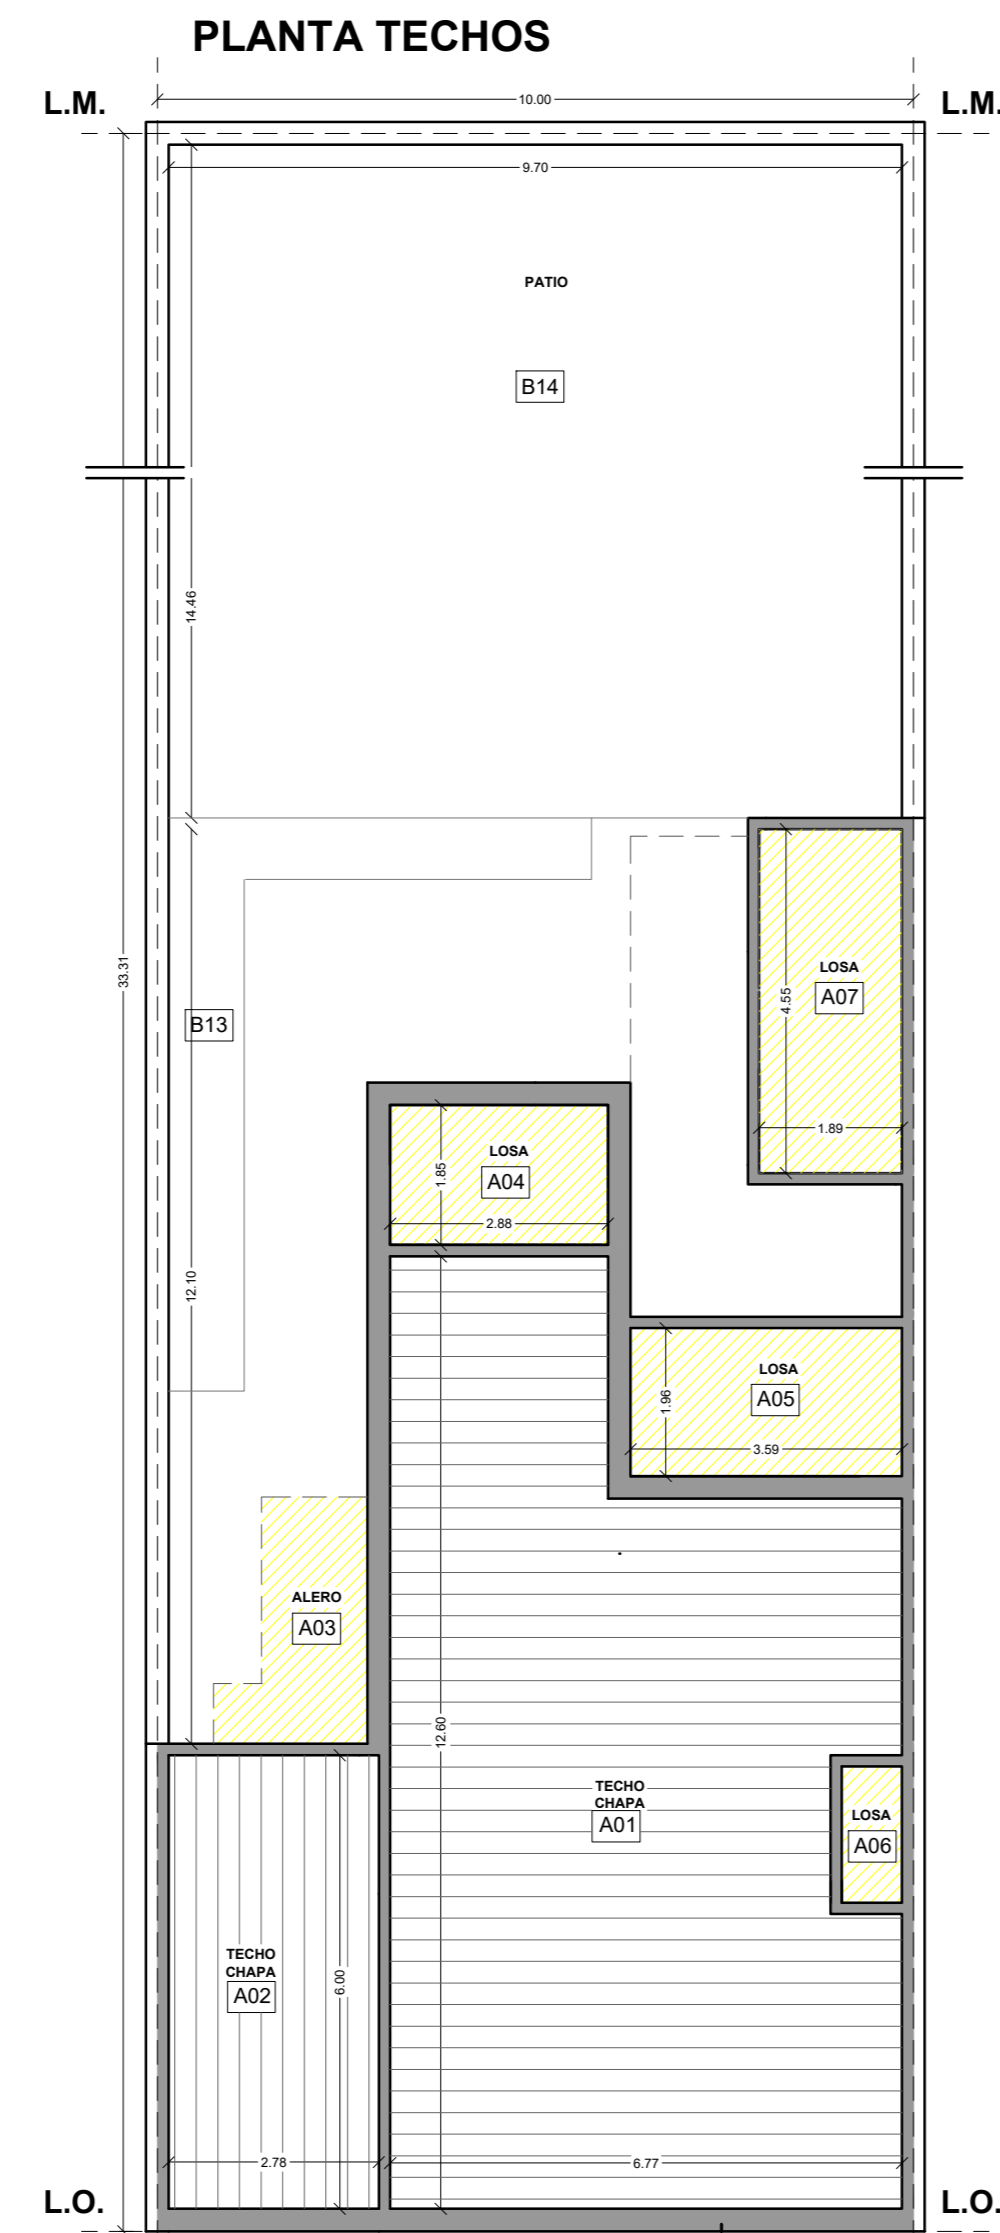 PLANTA TECHOS
L.M.
10.00
L.M.
9.70
PATIO
B14
14.46
33.31
LOSA
A07
4.55
B13
1.89
LOSA
A04
1.85
2.88
12.10
LOSA
A05
1.96
3.59
ALERO
A03
12.60
TECHO
CHAPA
A01
LOSA
A06
TECHO
CHAPA
A02
6.00
2.78
6.77
L.O.
L.O.